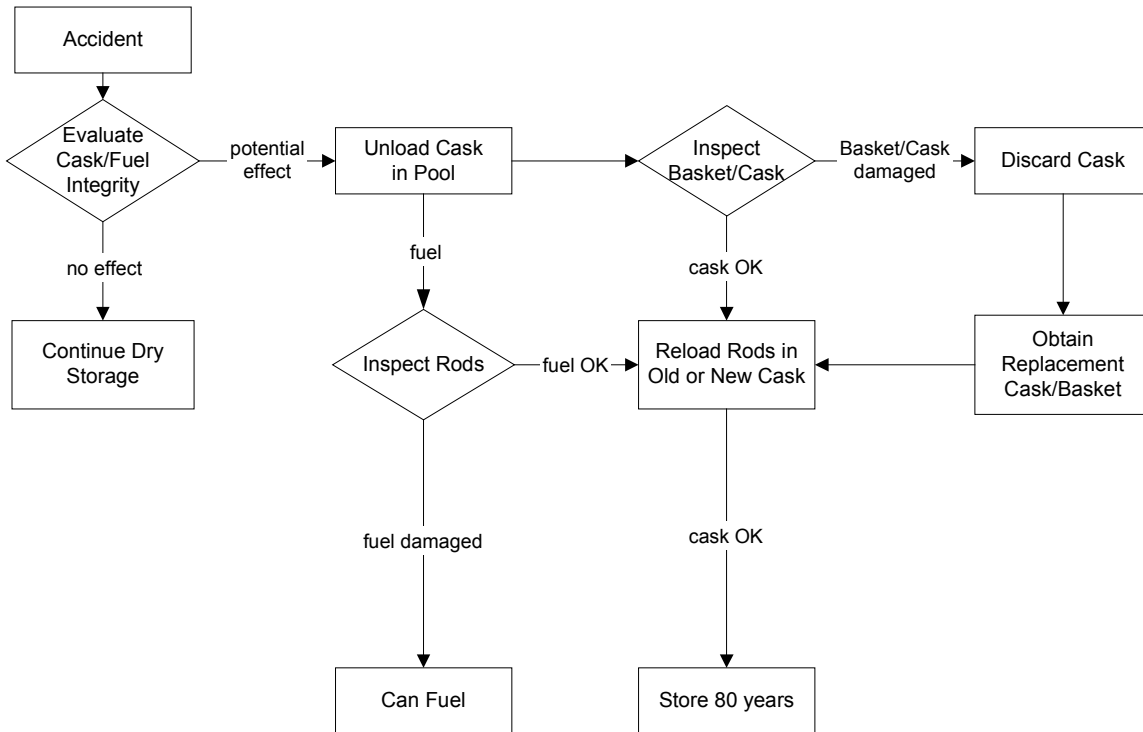 Accident
Evaluate
Cask/Fuel
Integrity
potential
effect
Unload Cask
in Pool
Inspect
Basket/Cask
Basket/Cask
damaged
Discard Cask
no effect
fuel
cask OK
Continue Dry
Storage
Inspect Rods
fuel OK
Reload Rods in
Old or New Cask
Obtain
Replacement
Cask/Basket
fuel damaged
cask OK
Can Fuel
Store 80 years